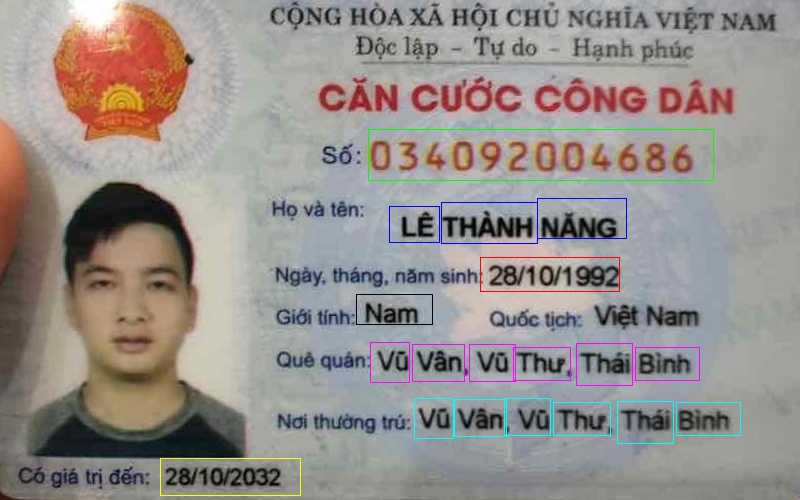 CỘNG HÒA XÃ HỘI CHỦ NGHĨA VIỆT NAM
Độc lập - Tự do - Hạnh phúc
CĂN CƯỚC CÔNG DÂN
Số: 034092004686
Họ và tên: LÊ THÀNH NĂNG
Ngày, tháng, năm sinh: 28/10/1992
Giới tính: Nam Quốc tịch: Việt Nam
Quê quán: Vũ Vân, Vũ Thư, Thái Bình
Nơi thường trú: Vũ Vân, Vũ Thư, Thái Bình
Có giá trị đến: 28/10/2032